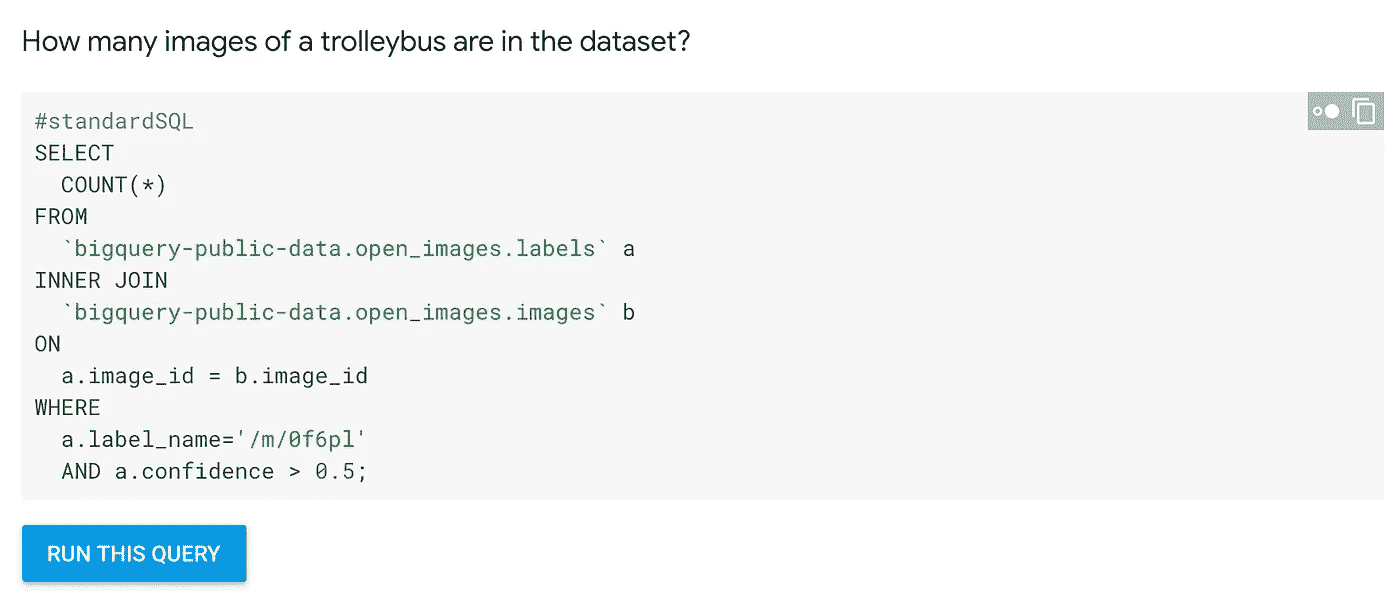 How many images of a trolleybus are in the dataset?
#standardSQL
SELECT
COUNT(*)
FROM
`bigquery-public-data.open_images.labels` a
INNER JOIN
`bigquery-public-data.open_images.images` b
ON
a.image_id = b.image_id
WHERE
a.label_name='/m/0f6pl'
AND a.confidence > 0.5;
RUN THIS QUERY